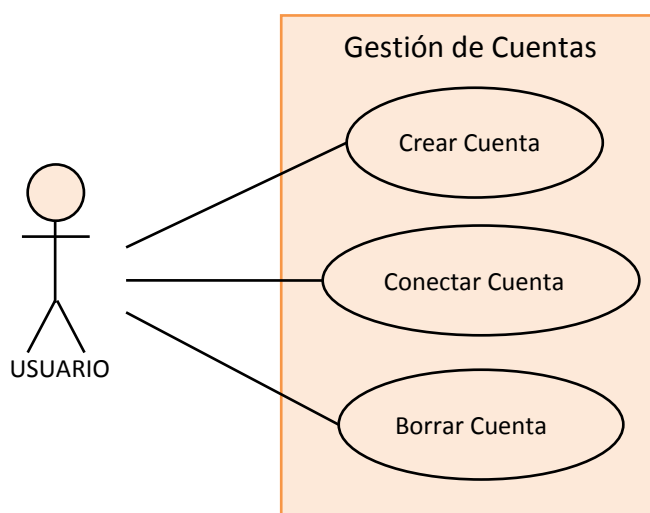 Gestión de Cuentas
Crear Cuenta
Conectar Cuenta
USUARIO
Borrar Cuenta